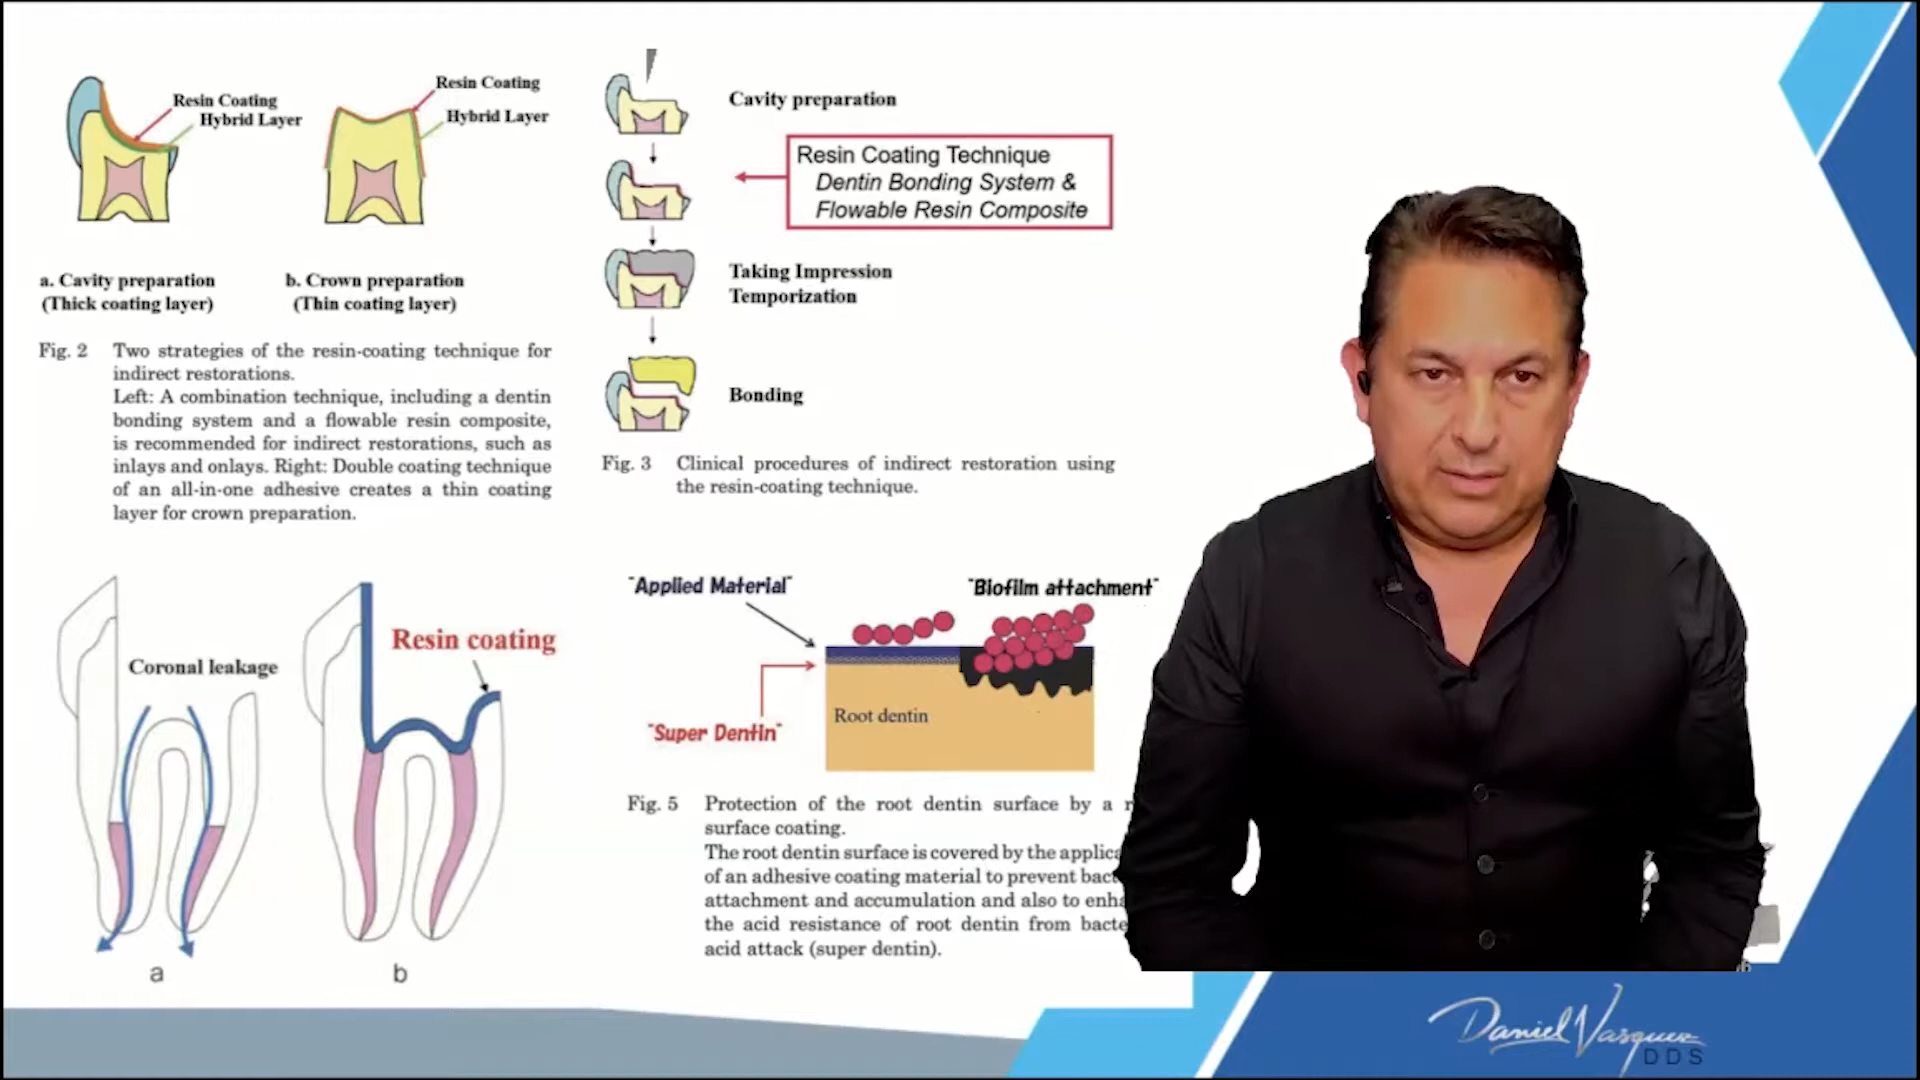 Resin Coating
Hybrid Layer
a. Cavity preparation
(Thick coating layer)
Resin Coating
Hybrid Layer
b. Crown preparation
(Thin coating layer)
Fig. 2 Two strategies of the resin-coating technique for
indirect restorations.
Left: A combination technique, including a dentin
bonding system and a flowable resin composite,
is recommended for indirect restorations, such as
inlays and onlays. Right: Double coating technique
of an all-in-one adhesive creates a thin coating
layer for crown preparation.
Cavity preparation
Resin Coating Technique
Dentin Bonding System &
Flowable Resin Composite
Taking Impression
Temporization
Bonding
Fig. 3 Clinical procedures of indirect restoration using
the resin-coating technique.
Coronal leakage
a
Resin coating
b
"Applied Material"
"Biofilm attachment"
"Super Dentin"
Root dentin
Fig. 5 Protection of the root dentin surface by a
surface coating.
The root dentin surface is covered by the
of an adhesive coating material to prevent
attachment and accumulation and also to
the acid resistance of root dentin from
acid attack (super dentin).
Daniel Vasquez
DDS